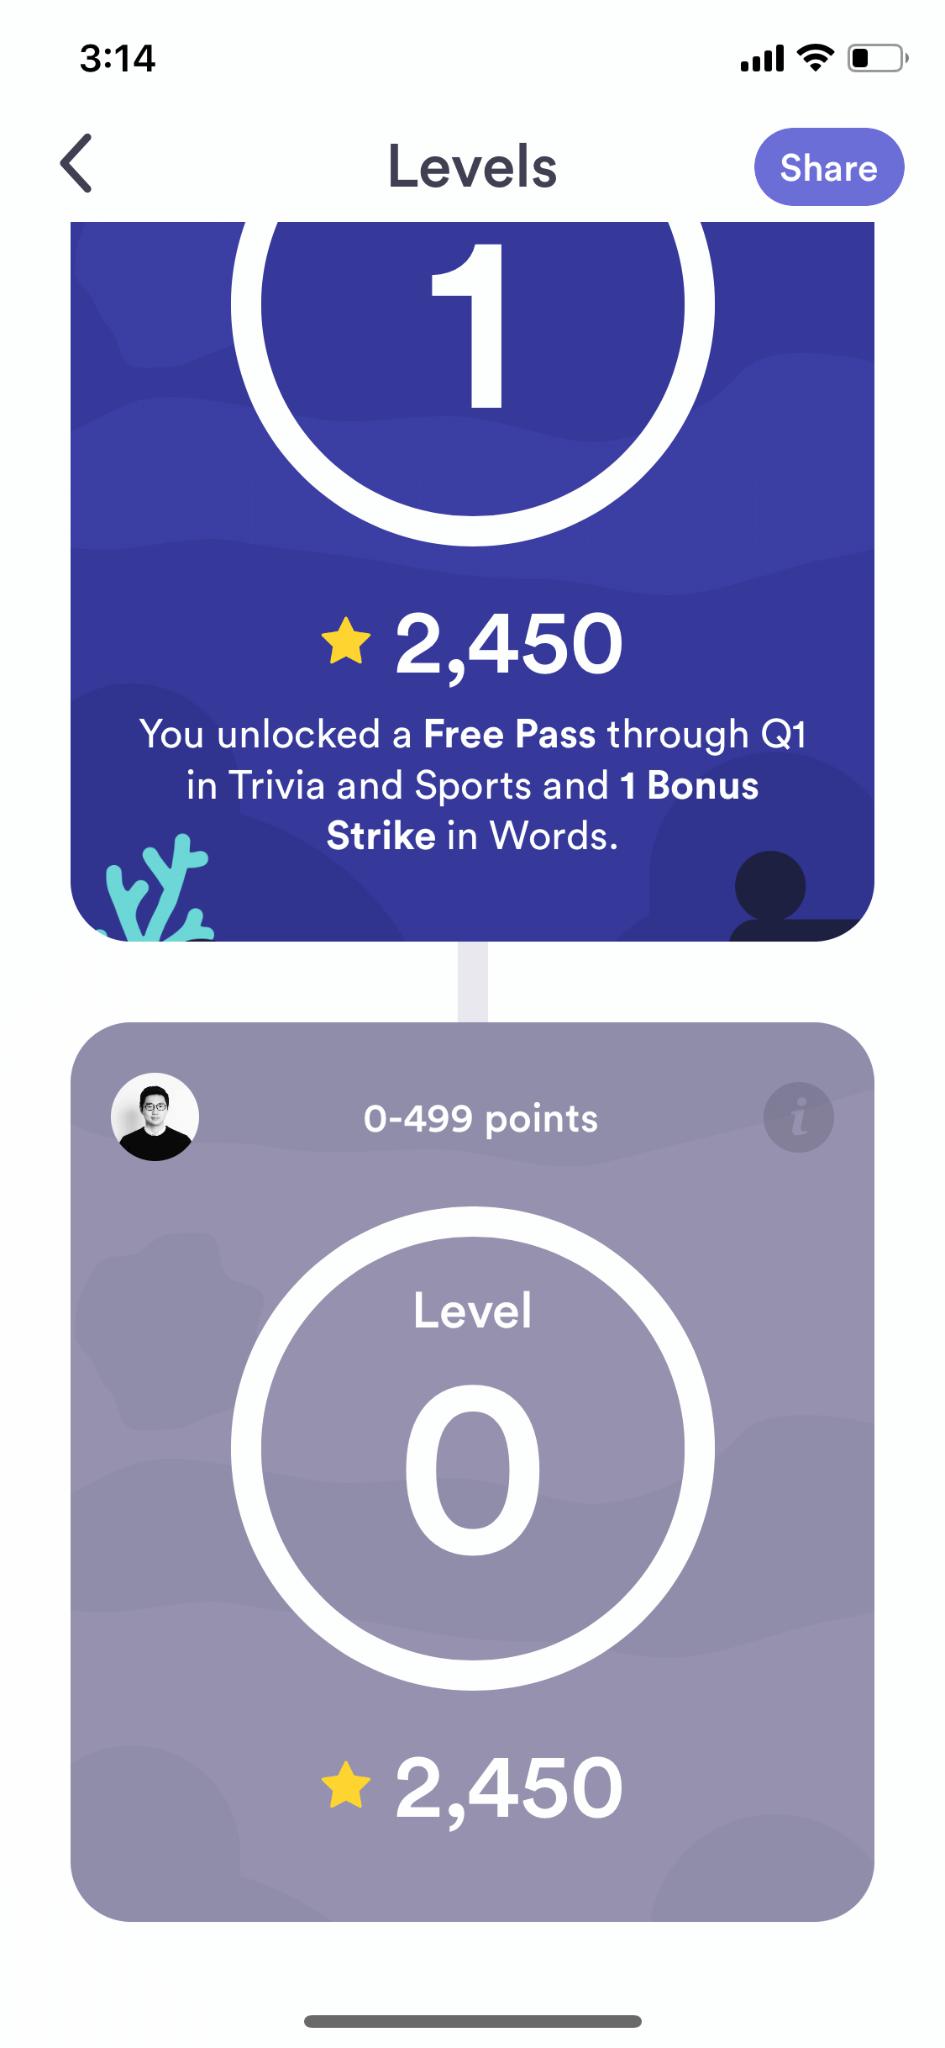 3:14
Levels
Share
1
2,450
You unlocked a Free Pass through Q1
in Trivia and Sports and 1 Bonus
Strike in Words.
0-499 points
i
Level
0
2,450